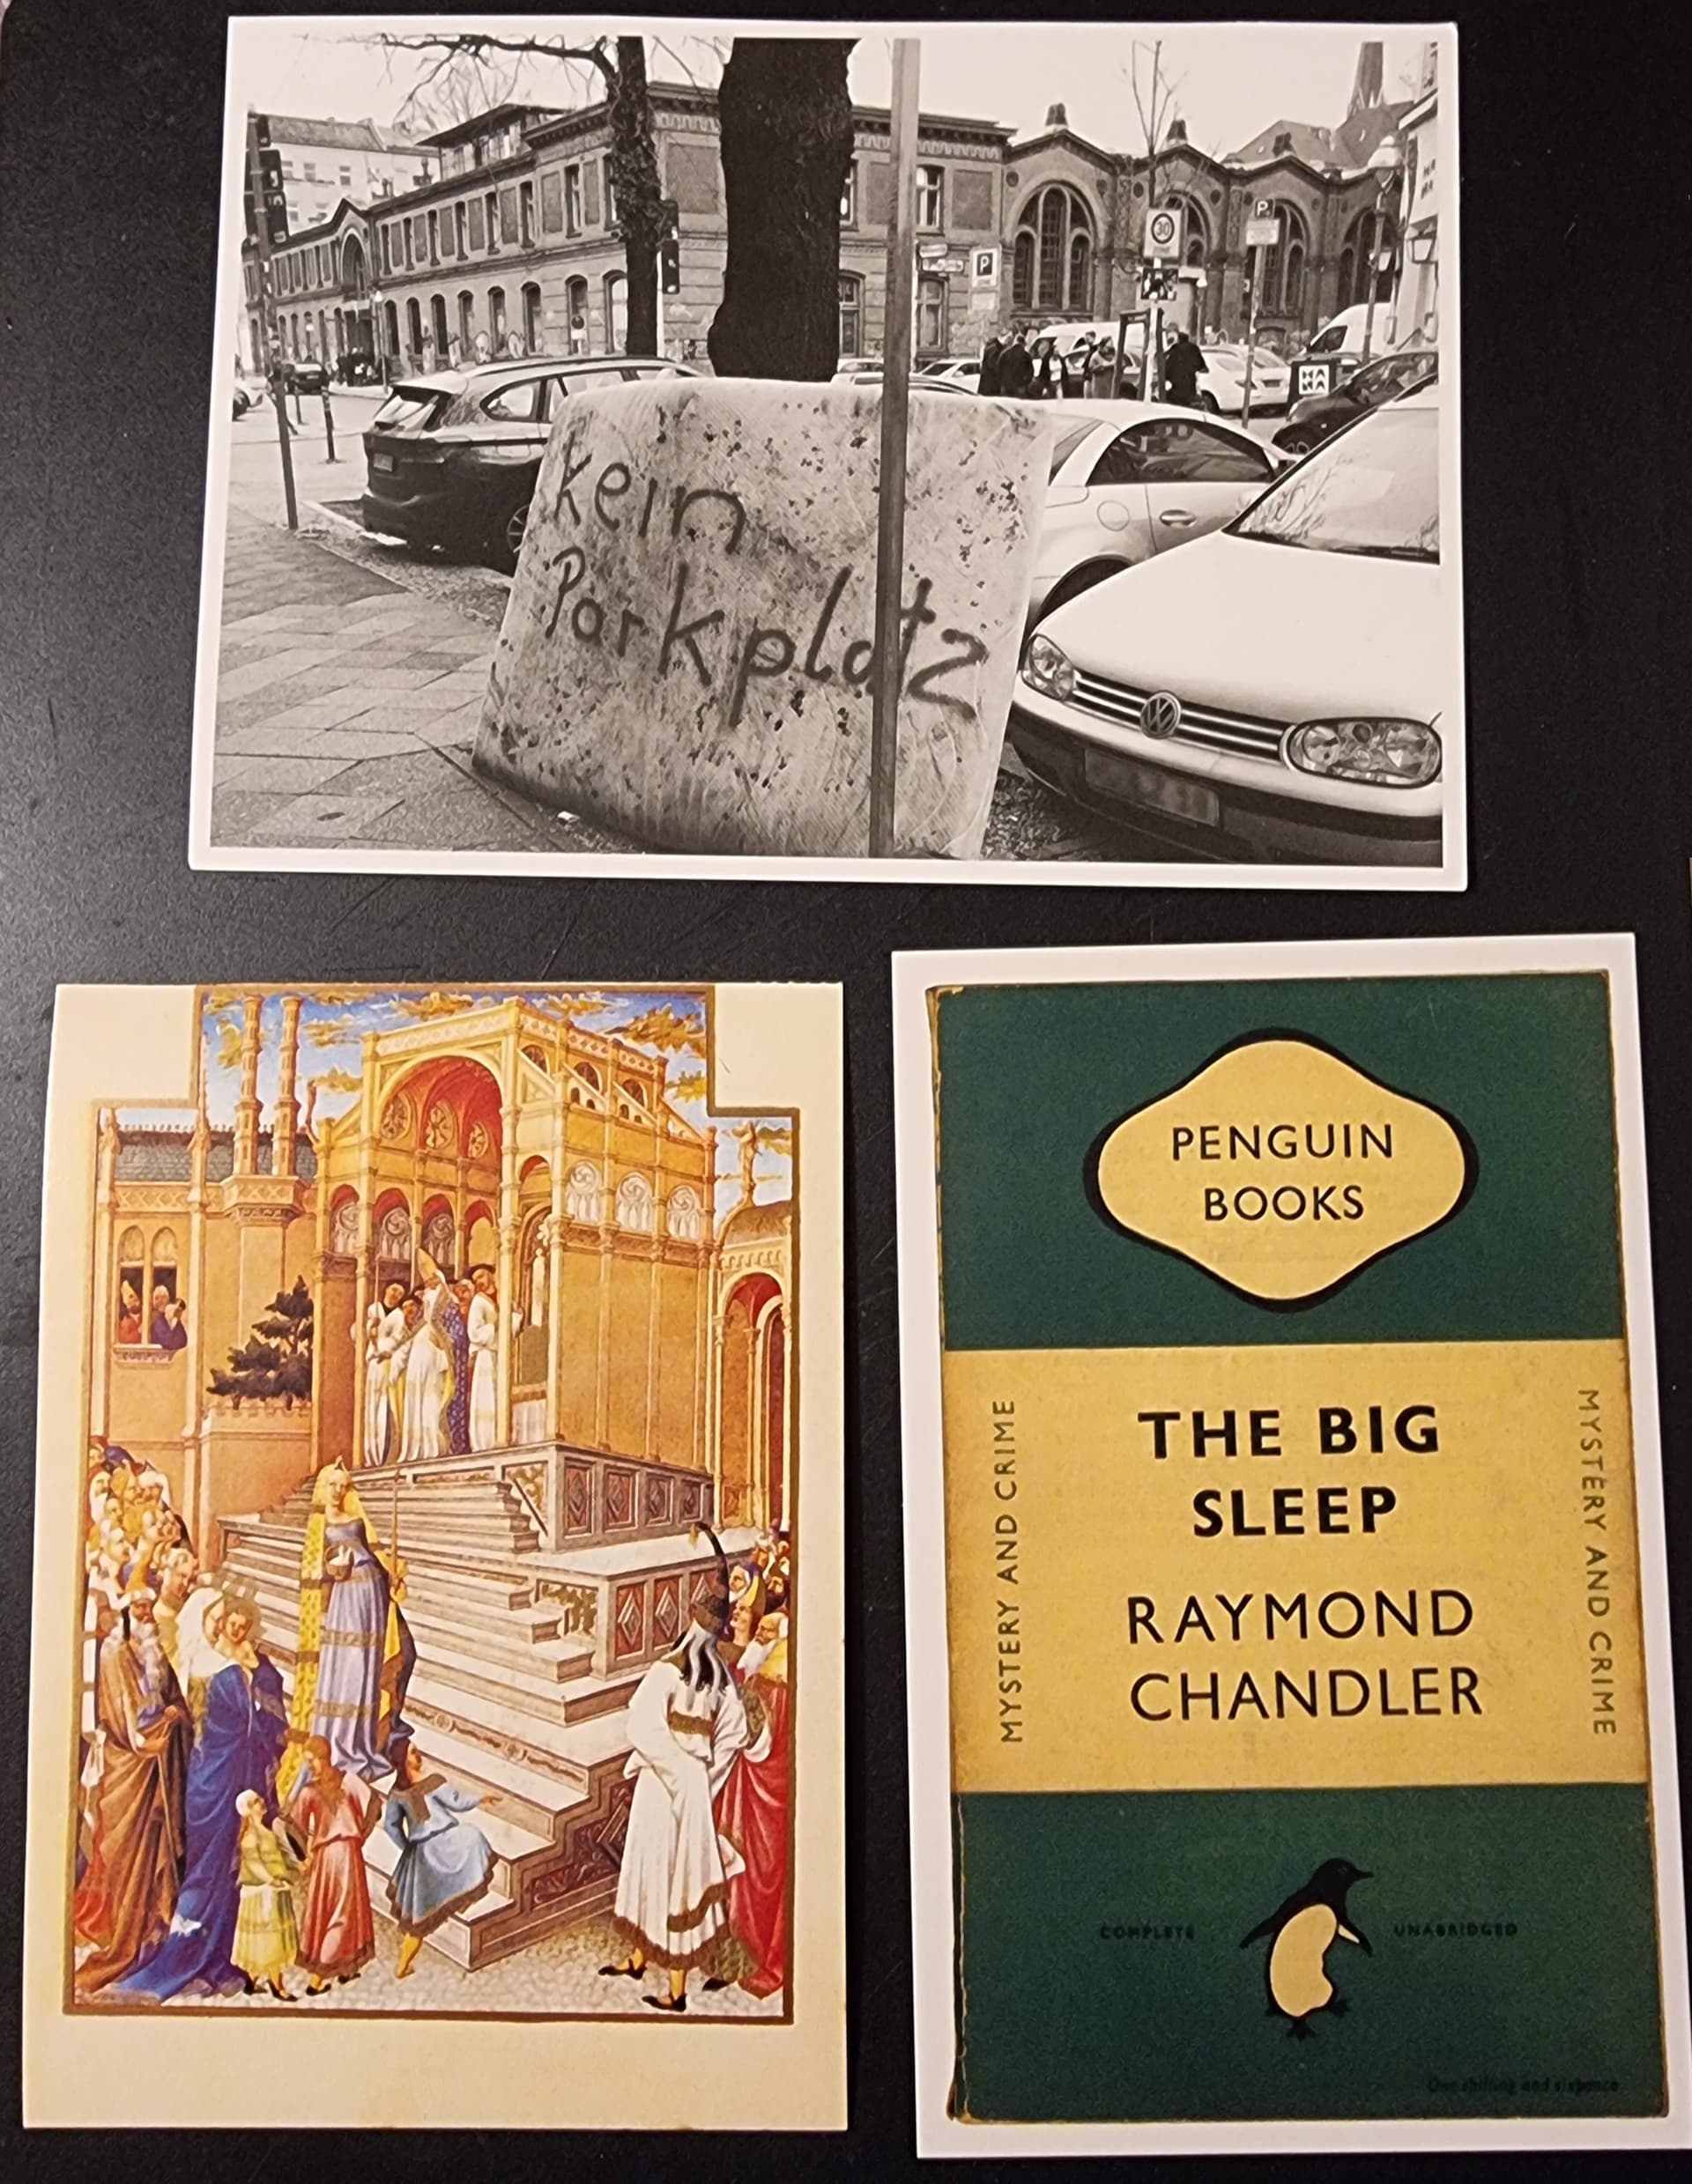 kein
Parkplatz
30
P
P
PENGUIN
BOOKS
THE BIG
SLEEP
RAYMOND
CHANDLER
MYSTERY AND CRIME
MYSTERY AND CRIME
COMPLETE
UNABRIDGED
One shilling and sixpence